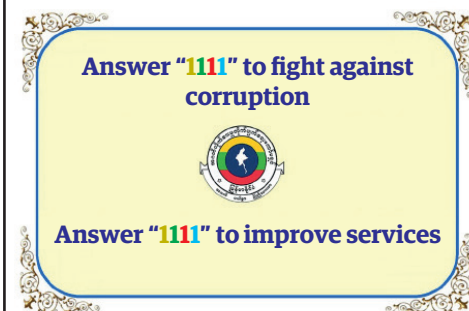 Answer “1111” to fight against
corruption
Answer “1111” to improve services